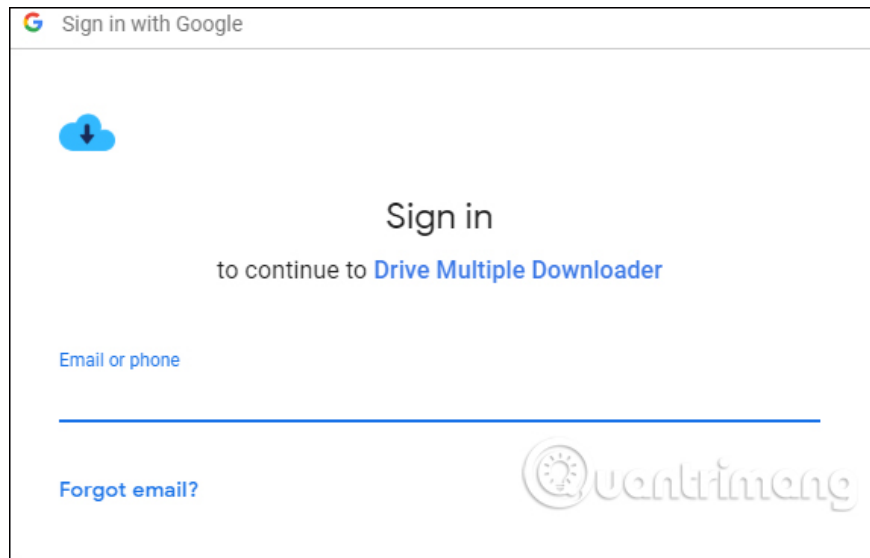 Sign in with Google
Sign in
to continue to Drive Multiple Downloader
Email or phone
Forgot email?
Quantrimang